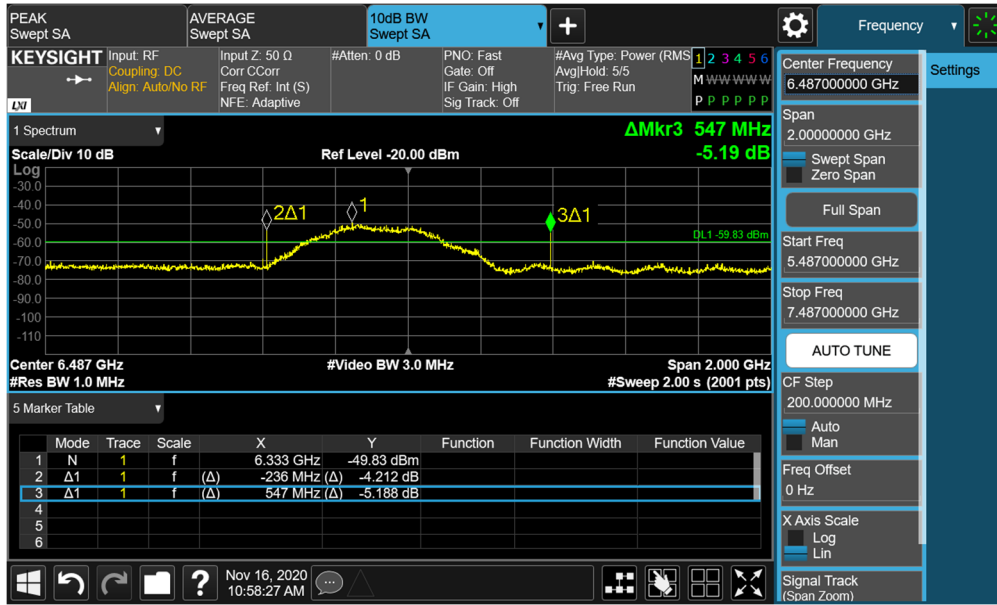 PEAK
Swept SA
AVERAGE
Swept SA
10dB BW
Swept SA
+
Frequency
KEYSIGHT
LXI
Input: RF
Coupling: DC
Align: Auto/No RF
Input Z: 50 Ω
Corr CCorr
Freq Ref: Int (S)
NFE: Adaptive
#Atten: 0 dB
PNO: Fast
Gate: Off
IF Gain: High
Sig Track: Off
#Avg Type: Power (RMS
Avg|Hold: 5/5
Trig: Free Run
1 2 3 4 5 6
M W W W W W
P P P P P P
1 Spectrum
ΔMkr3 547 MHz
-5.19 dB
Scale/Div 10 dB
Ref Level -20.00 dBm
Log
-30.0
-40.0
-50.0
-60.0
-70.0
-80.0
-90.0
-100
-110
2Δ1
1
3Δ1
DL1 -59.83 dBm
Center 6.487 GHz
#Video BW 3.0 MHz
Span 2.000 GHz
#Res BW 1.0 MHz
#Sweep 2.00 s (2001 pts)
5 Marker Table
Mode Trace Scale X Y Function Function Width Function Value
1 N 1 f 6.333 GHz -49.83 dBm
2 Δ1 1 f (Δ) -236 MHz (Δ) -4.212 dB
3 Δ1 1 f (Δ) 547 MHz (Δ) -5.188 dB
4
5
6
?
Nov 16, 2020
10:58:27 AM
Center Frequency
6.487000000 GHz
Span
2.00000000 GHz
Swept Span
Zero Span
Full Span
Start Freq
5.487000000 GHz
Stop Freq
7.487000000 GHz
AUTO TUNE
CF Step
200.000000 MHz
Auto
Man
Freq Offset
0 Hz
X Axis Scale
Log
Lin
Signal Track
(Span Zoom)
Settings